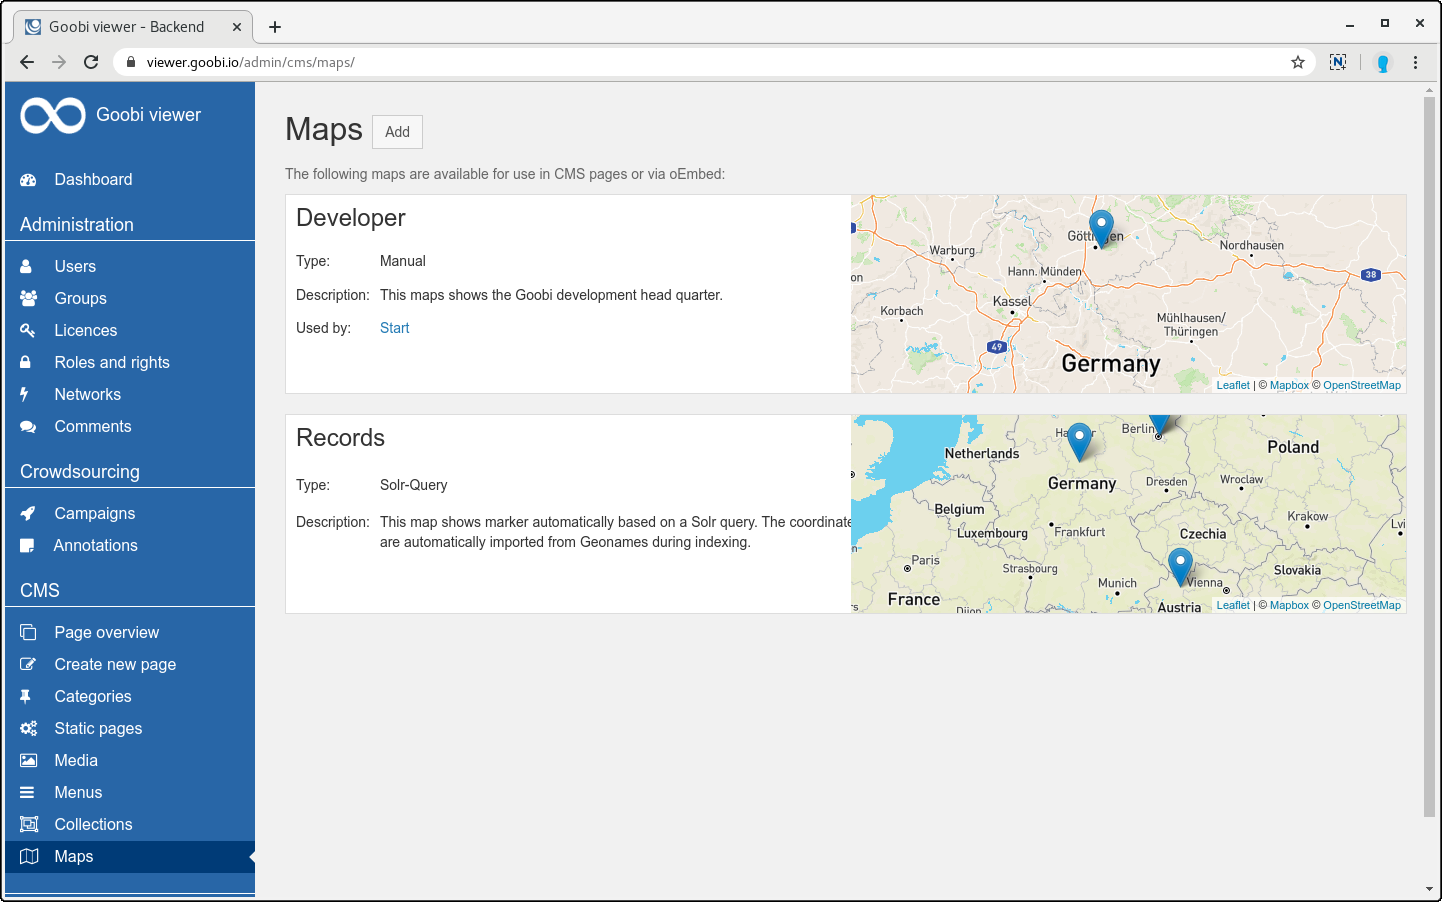 Goobi viewer - Backend
viewer.goobi.io/admin/cms/maps/
Goobi viewer
Dashboard
Administration
Users
Groups
Licences
Roles and rights
Networks
Comments
Crowdsourcing
Campaigns
Annotations
CMS
Page overview
Create new page
Categories
Static pages
Media
Menus
Collections
Maps
Maps
Add
The following maps are available for use in CMS pages or via oEmbed:
Developer
Type: Manual
Description: This maps shows the Goobi development head quarter.
Used by: Start
Warburg
Nordhausen
on
Hann. Münden
38
Kassel
Korbach
Mühlhausen/
Thüringen
49
Germany
Leaflet | © Mapbox © OpenStreetMap
Records
Type: Solr-Query
Description: This map shows marker automatically based on a Solr query. The coordinate
are automatically imported from Geonames during indexing.
Berlin
Netherlands
Poland
Germany
Dresden
Wroclaw
Belgium
Krakow
Luxembourg
Frankfurt
Czechia
Lvi
Paris
Strasbourg
Slovakia
Munich
Vienna
France
Austria
Leaflet | © Mapbox © OpenStreetMap